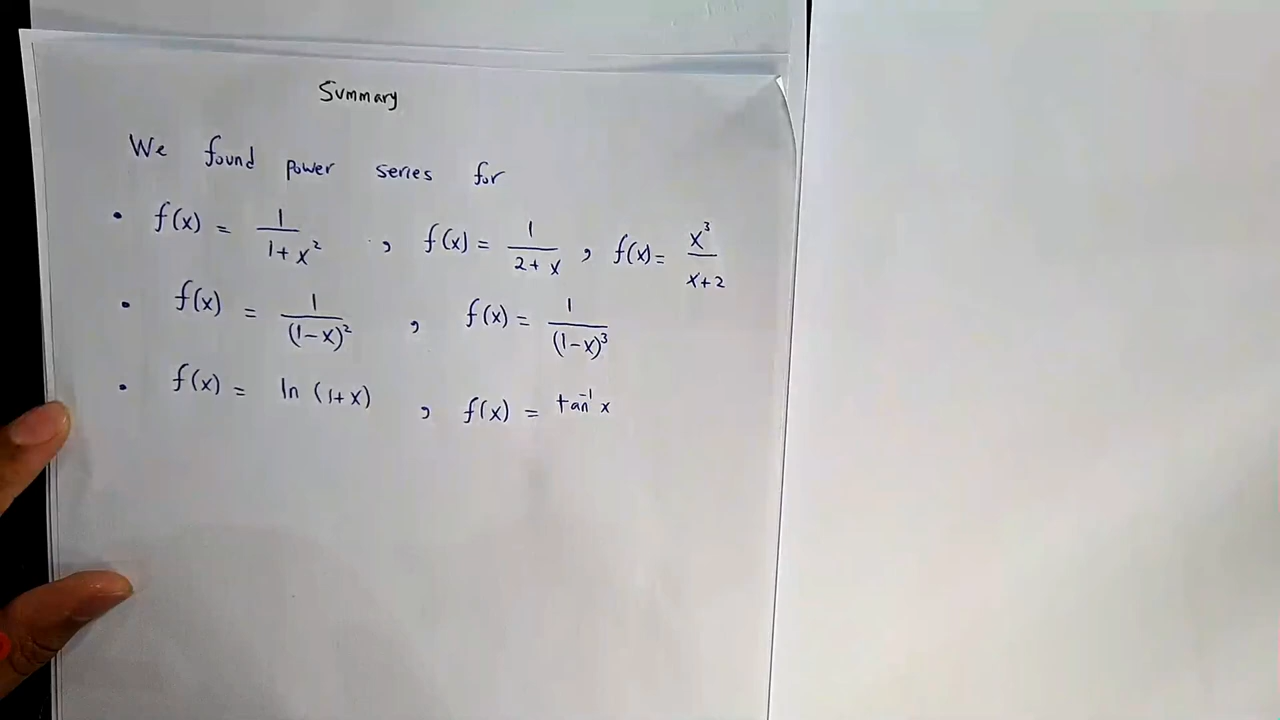 Summary
We found power series for
• f(x) = 1/(1+x²) , f(x) = 1/(2+x) , f(x) = x³/(x+2)
• f(x) = 1/(1-x)² , f(x) = 1/(1-x)³
• f(x) = ln (1+x) , f(x) = tan⁻¹ x